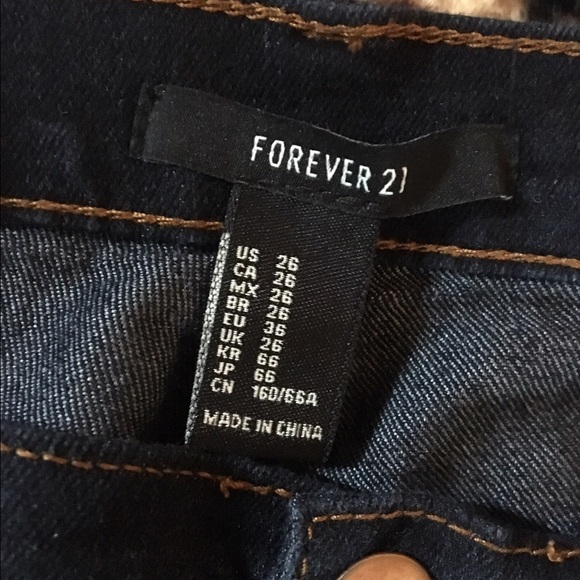 FOREVER 21
US 26
CA 26
MX 26
BR 26
EU 36
UK 26
KR 66
JP 66
CN 160/66A
MADE IN CHINA